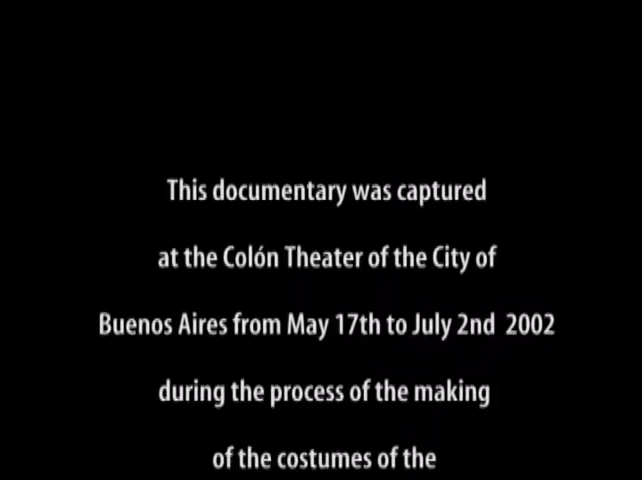 This documentary was captured
at the Colón Theater of the City of
Buenos Aires from May 17th to July 2nd 2002
during the process of the making
of the costumes of the